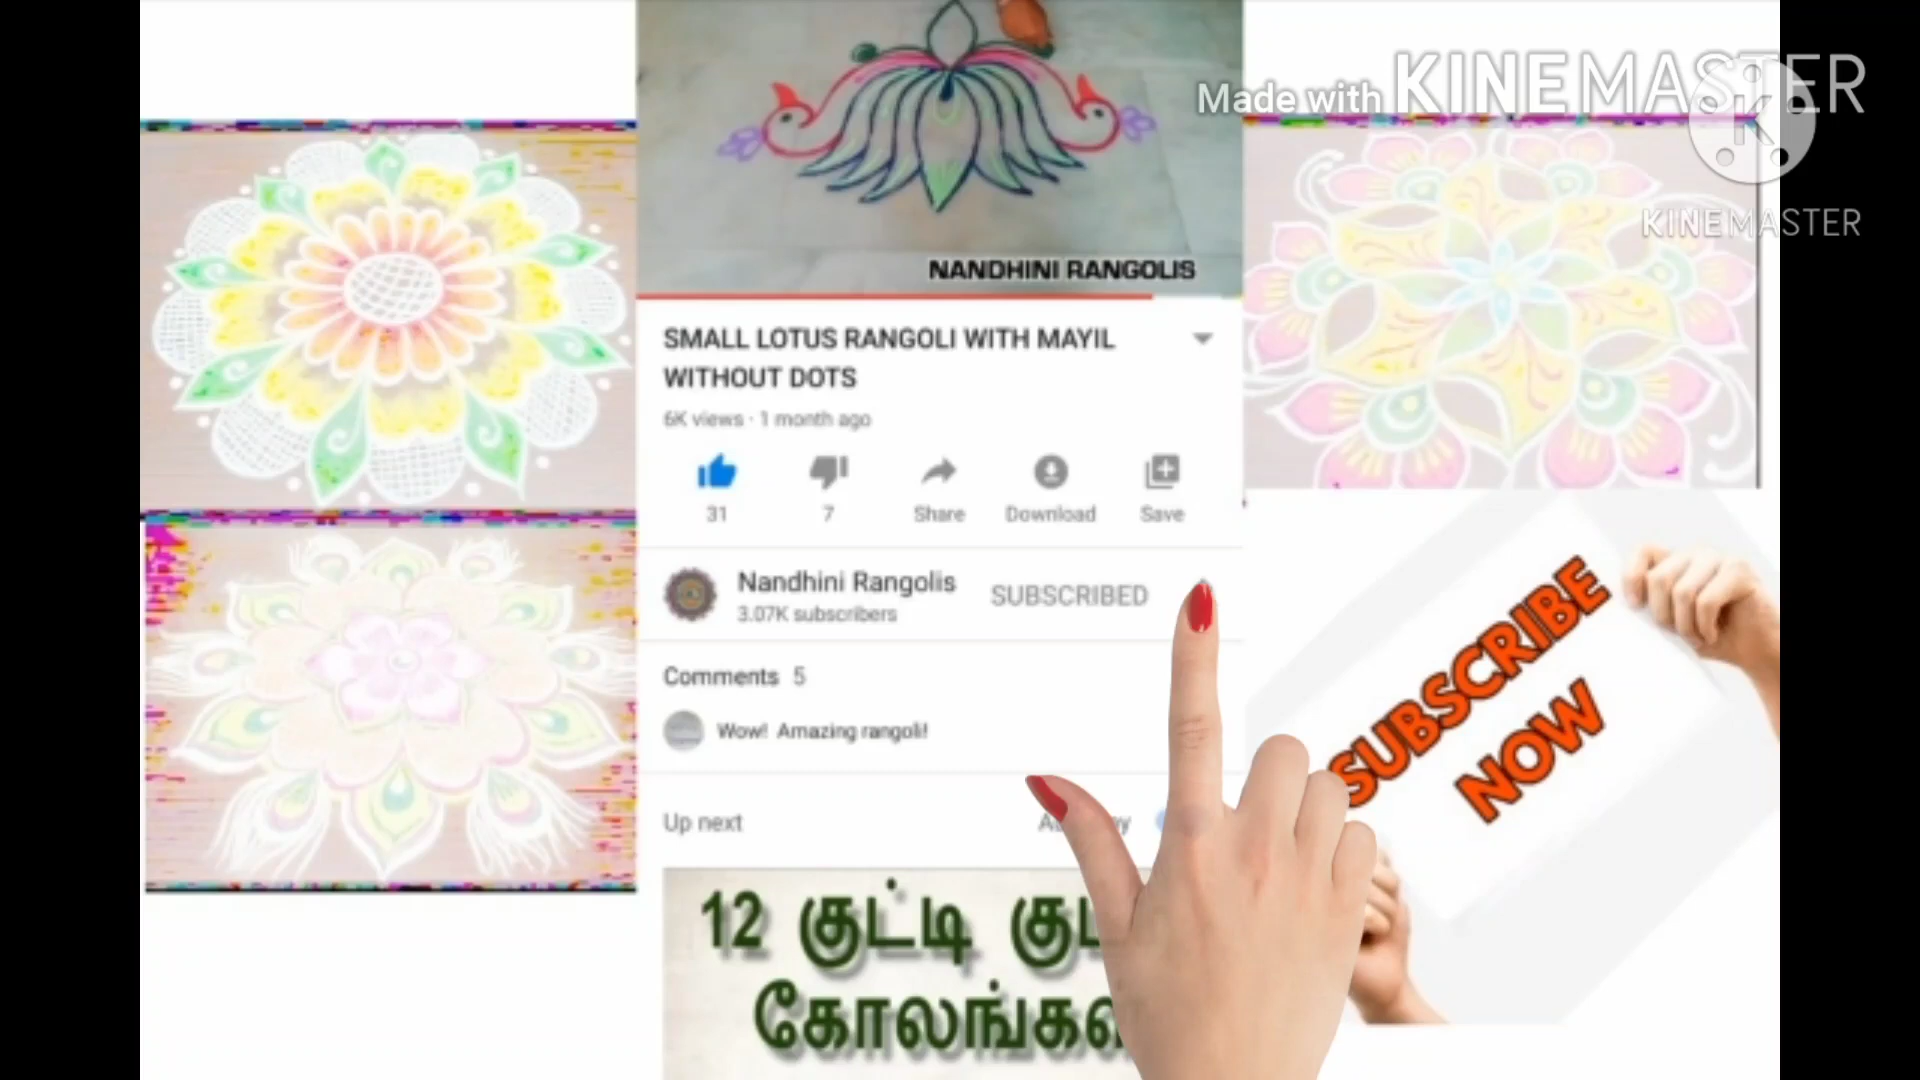 Made with KINEMASTER
KINEMASTER
NANDHINI RANGOLIS
SMALL LOTUS RANGOLI WITH MAYIL
WITHOUT DOTS
6K views · 1 month ago
31
7
Share
Download
Save
Nandhini Rangolis
SUBSCRIBED
3.07K subscribers
Comments 5
Wow! Amazing rangoli!
Up next
12 குட்டி
SUBSCRIBE
NOW